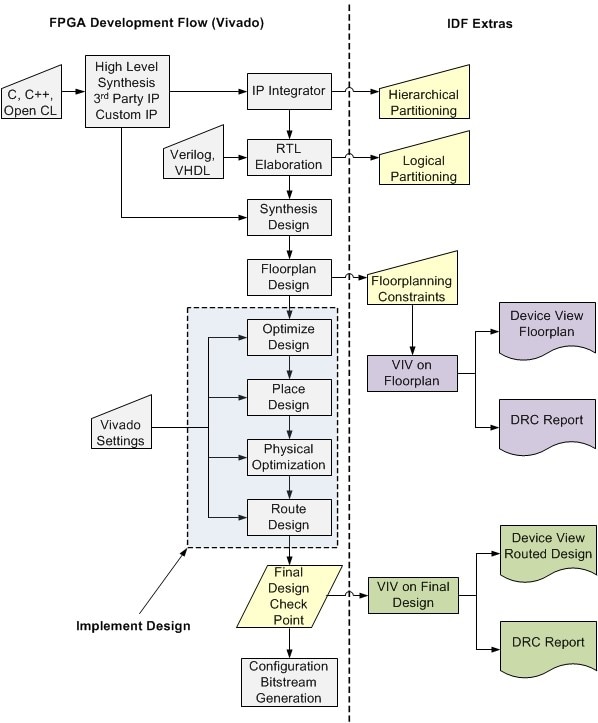 FPGA Development Flow (Vivado)
IDF Extras
C, C++,
Open CL
High Level
Synthesis
3rd Party IP
Custom IP
IP Integrator
Hierarchical
Partitioning
Verilog,
VHDL
RTL
Elaboration
Logical
Partitioning
Synthesis
Design
Floorplan
Design
Floorplanning
Constraints
Optimize
Design
VIV on
Floorplan
Device View
Floorplan
DRC Report
Place
Design
Vivado
Settings
Physical
Optimization
Route
Design
Implement Design
Final
Design
Check
Point
VIV on Final
Design
Device View
Routed Design
DRC Report
Configuration
Bitstream
Generation